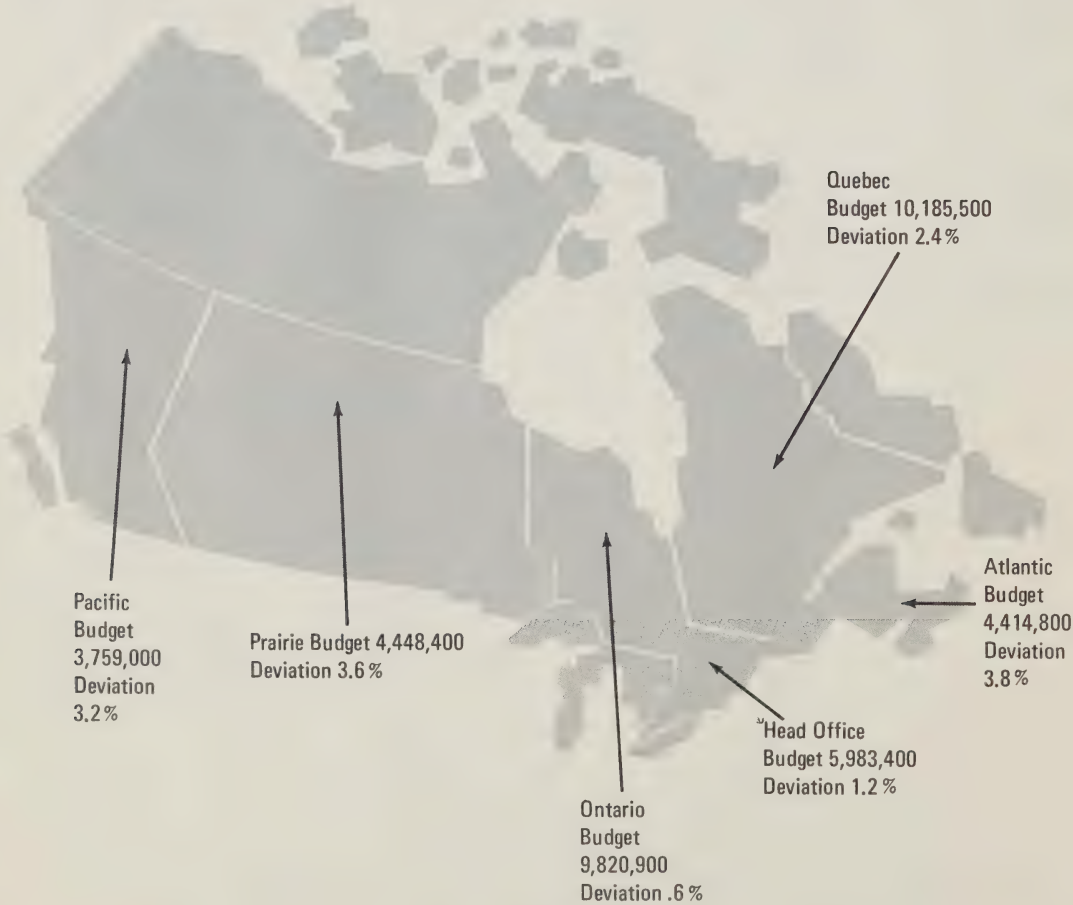 Quebec
Budget 10,185,500
Deviation 2.4%
Pacific
Budget
3,759,000
Deviation
3.2%
Prairie Budget 4,448,400
Deviation 3.6%
Atlantic
Budget
4,414,800
Deviation
3.8%
Head Office
Budget 5,983,400
Deviation 1.2%
Ontario
Budget
9,820,900
Deviation .6%